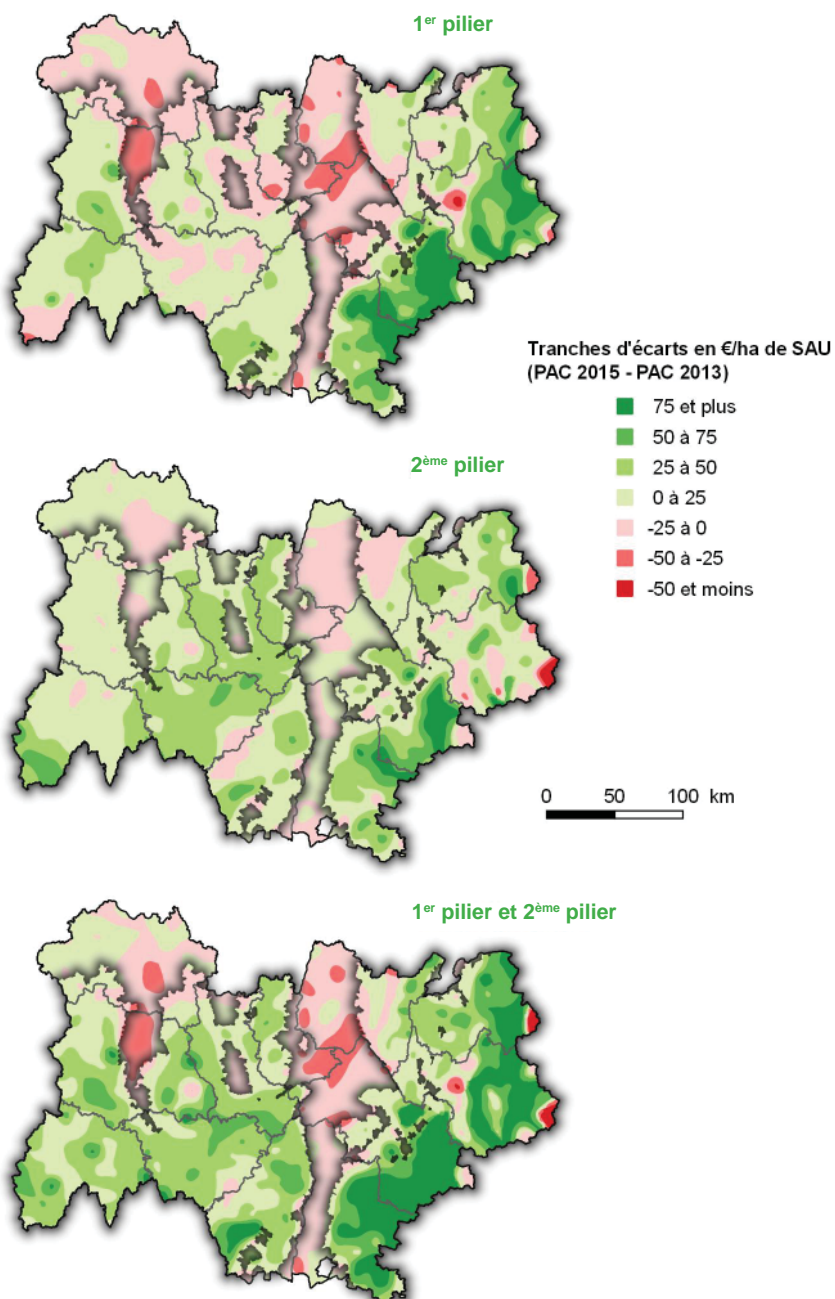 1er pilier
Tranches d'écarts en €/ha de SAU
(PAC 2015 - PAC 2013)
75 et plus
50 à 75
25 à 50
0 à 25
-25 à 0
-50 à -25
-50 et moins
2ème pilier
0 50 100 km
1er pilier et 2ème pilier